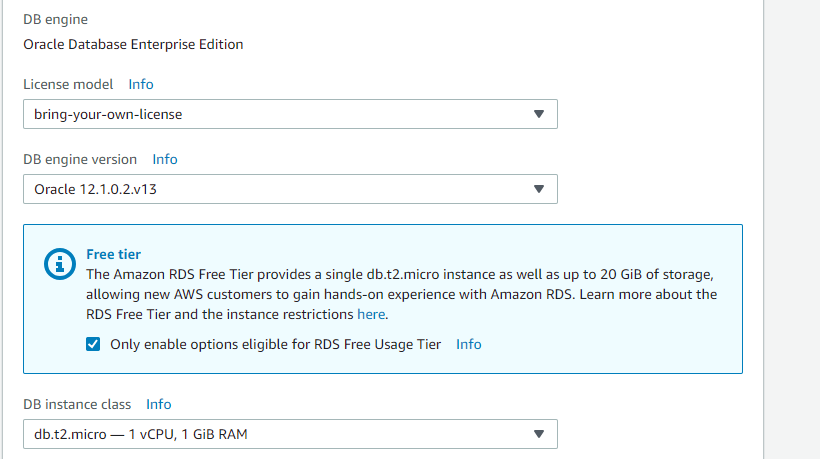 DB engine
Oracle Database Enterprise Edition
License model Info
bring-your-own-license
DB engine version Info
Oracle 12.1.0.2.v13
Free tier
The Amazon RDS Free Tier provides a single db.t2.micro instance as well as up to 20 GiB of storage,
allowing new AWS customers to gain hands-on experience with Amazon RDS. Learn more about the
RDS Free Tier and the instance restrictions here.
Only enable options eligible for RDS Free Usage Tier Info
DB instance class Info
db.t2.micro — 1 vCPU, 1 GiB RAM